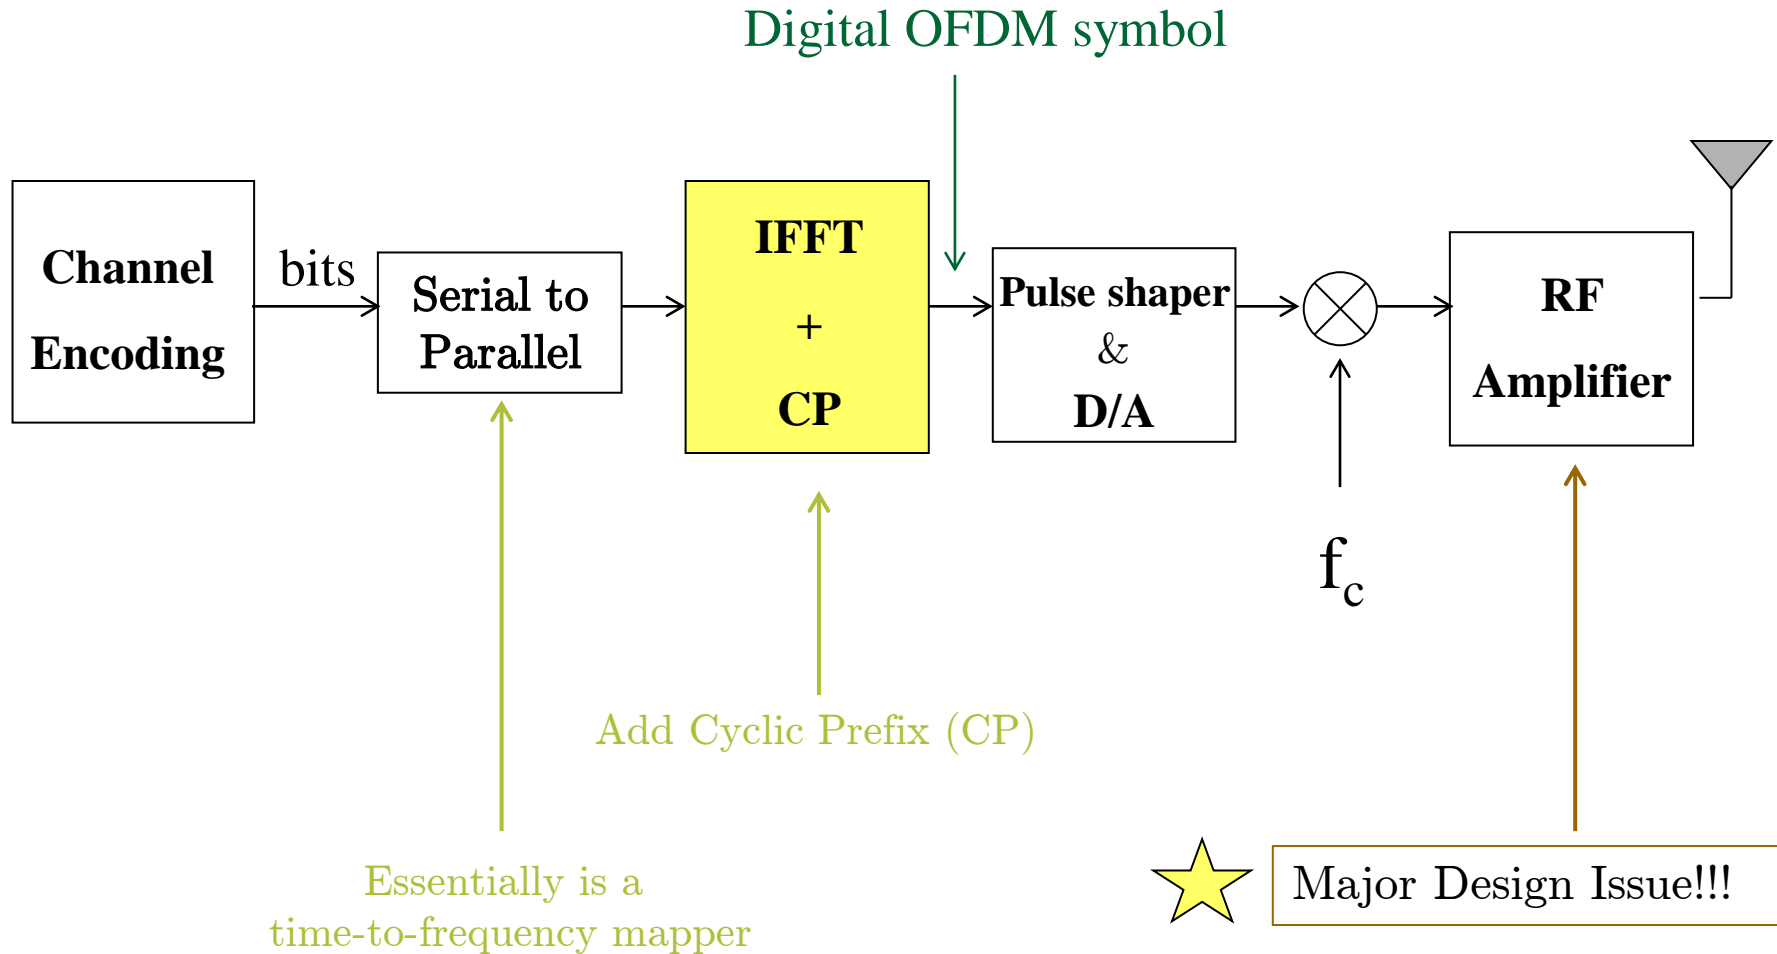 Digital OFDM symbol
Channel
Encoding
bits
Serial to
Parallel
IFFT
+
CP
Pulse shaper
&
D/A
RF
Amplifier
fc
Add Cyclic Prefix (CP)
Essentially is a
time-to-frequency mapper
Major Design Issue!!!